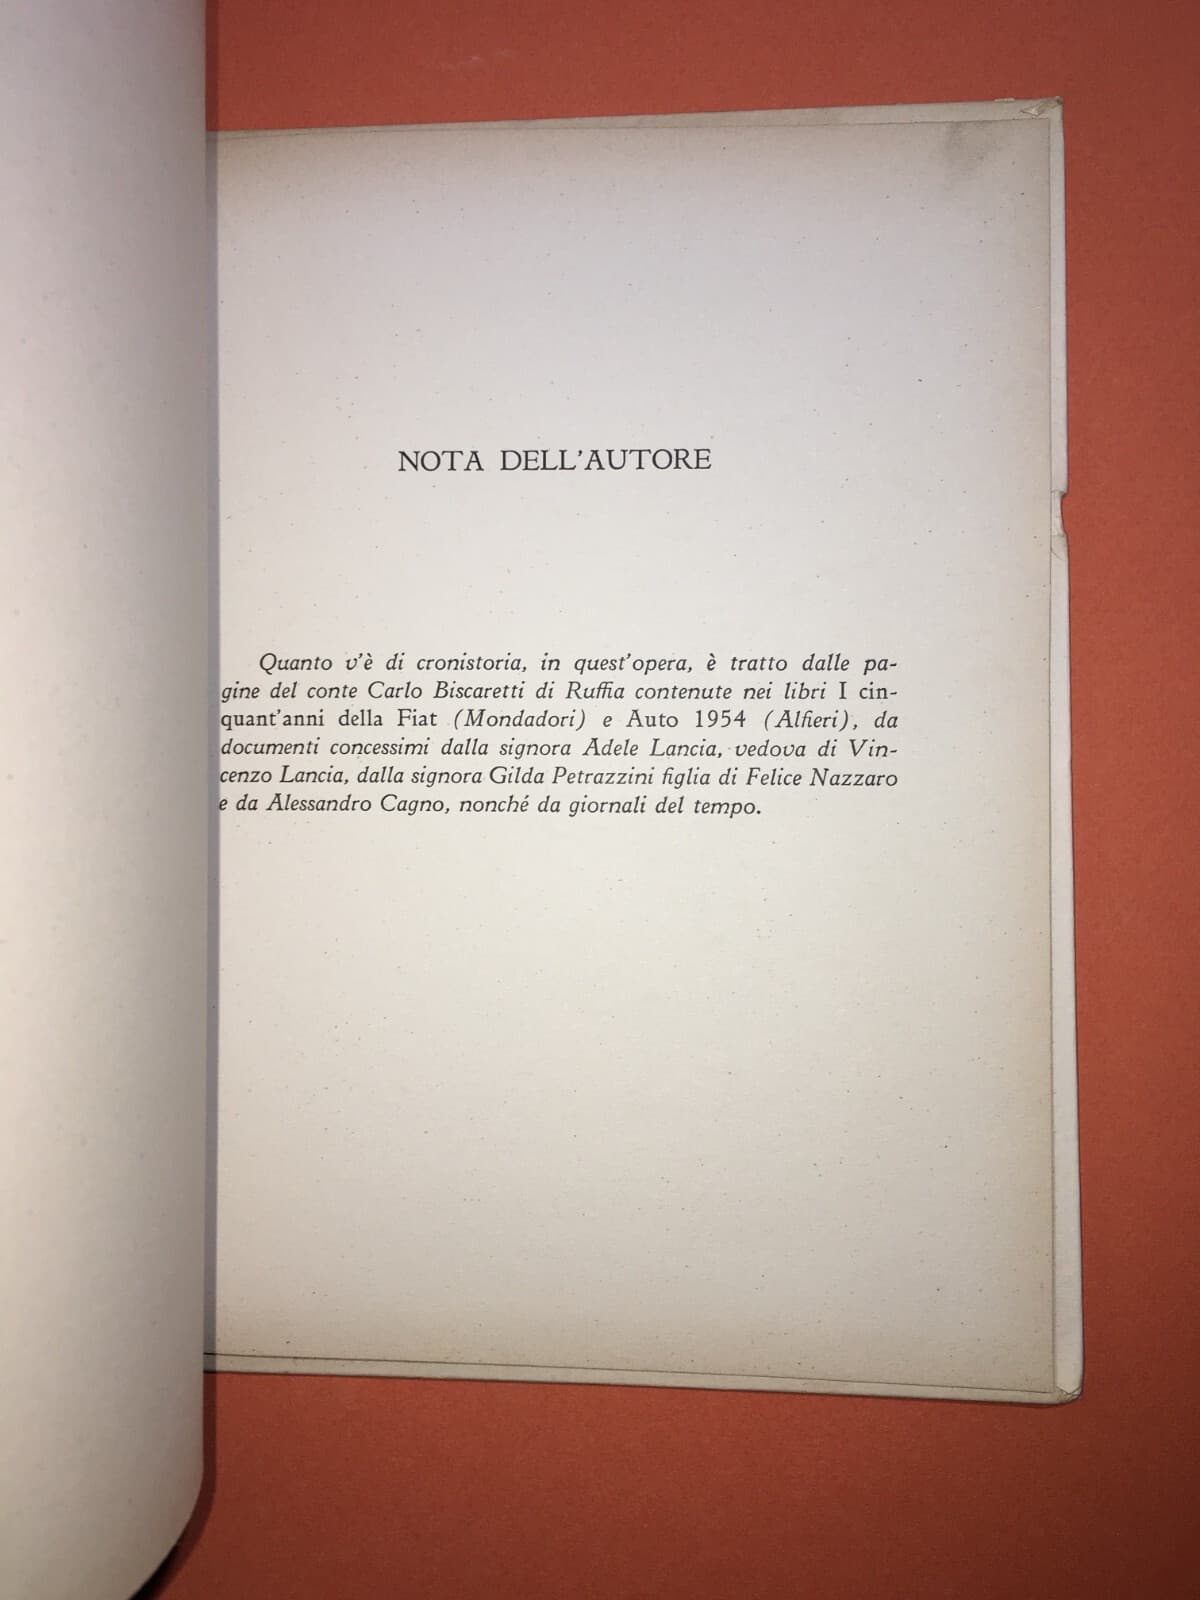 NOTA DELL'AUTORE
Quanto v'è di cronistoria, in quest'opera, è tratto dalle pa-
gine del conte Carlo Biscaretti di Ruffia contenute nei libri I cin-
quant'anni della Fiat (Mondadori) e Auto 1954 (Alfieri), da
documenti concessimi dalla signora Adele Lancia, vedova di Vin-
cenzo Lancia, dalla signora Gilda Petrazzini figlia di Felice Nazzaro
e da Alessandro Cagno, nonché da giornali del tempo.